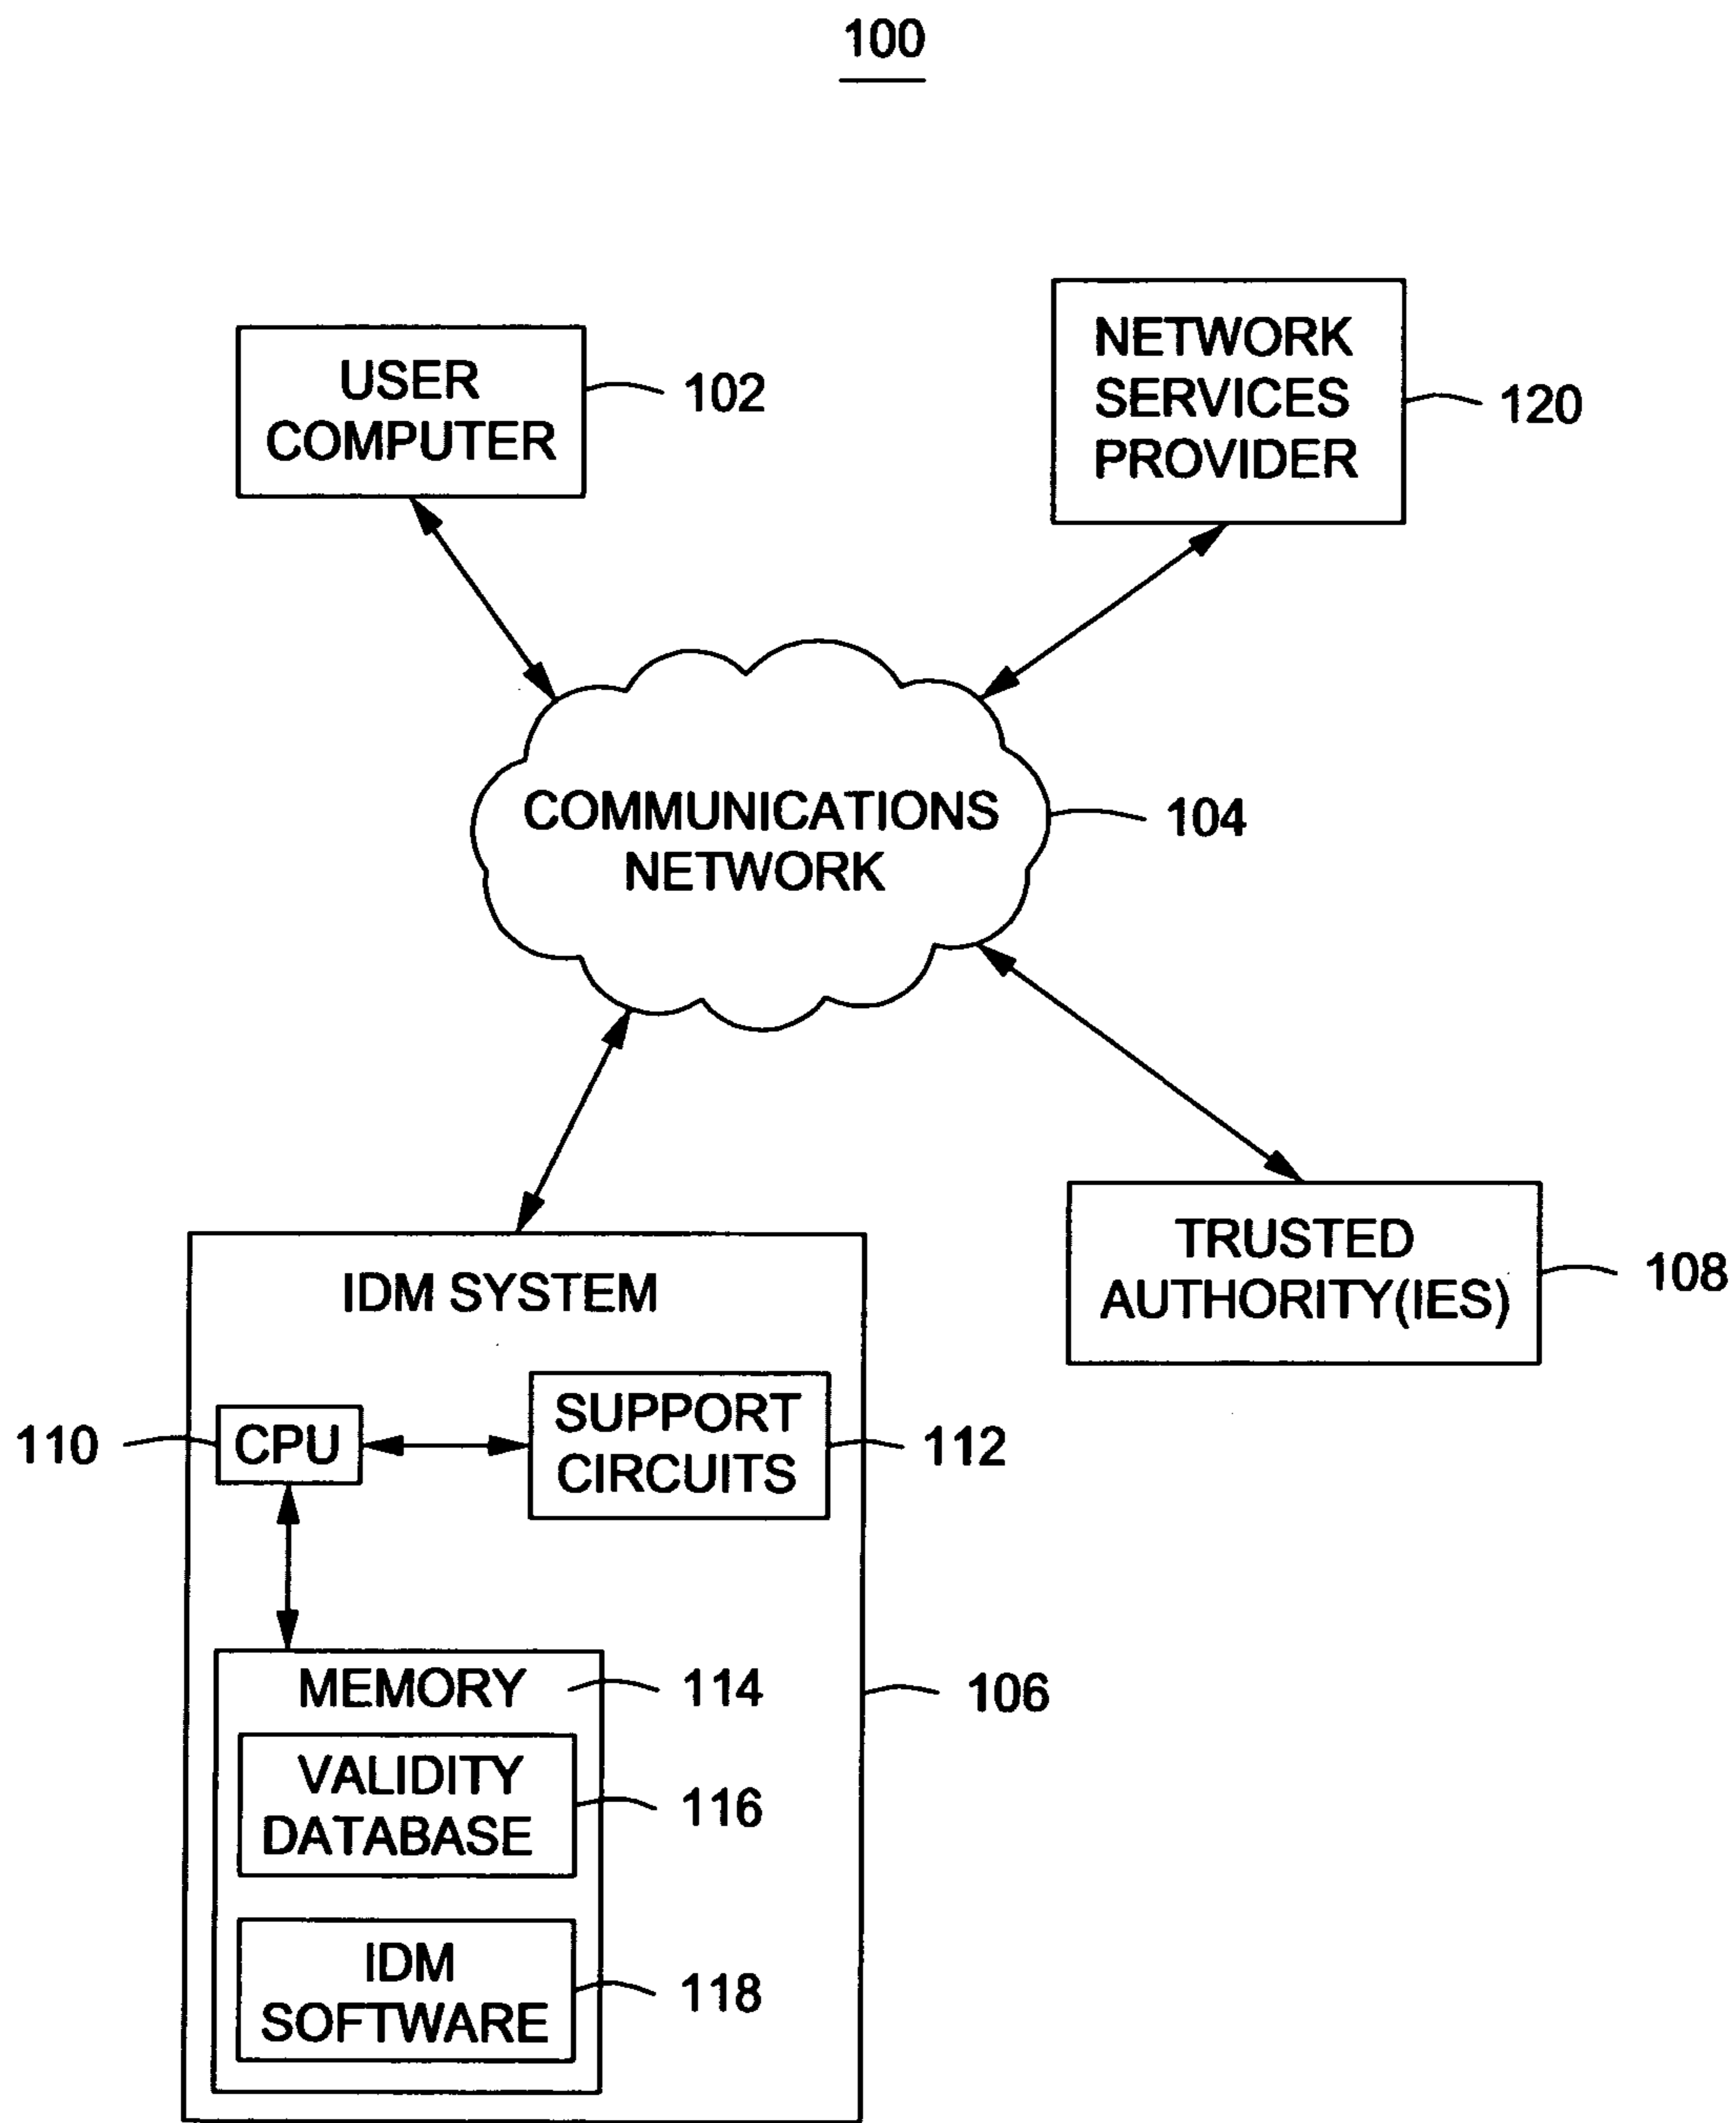 100
USER
COMPUTER
102
NETWORK
SERVICES
PROVIDER
120
COMMUNICATIONS
NETWORK
104
TRUSTED
AUTHORITY(IES)
108
IDM SYSTEM
110
CPU
SUPPORT
CIRCUITS
112
MEMORY
114
106
VALIDITY
DATABASE
116
IDM
SOFTWARE
118